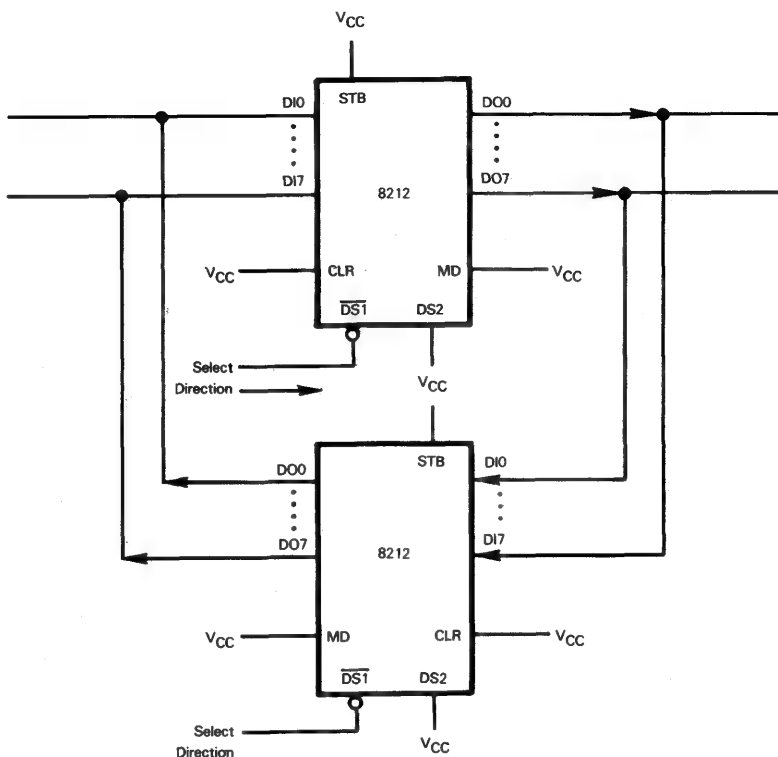 VCC
DI0
STB
DO0
DI7
DO7
8212
VCC
CLR
MD
VCC
DS1
DS2
Select
Direction
VCC
STB
DO0
DI0
DO7
DI7
8212
VCC
MD
CLR
VCC
DS1
DS2
Select
Direction
VCC